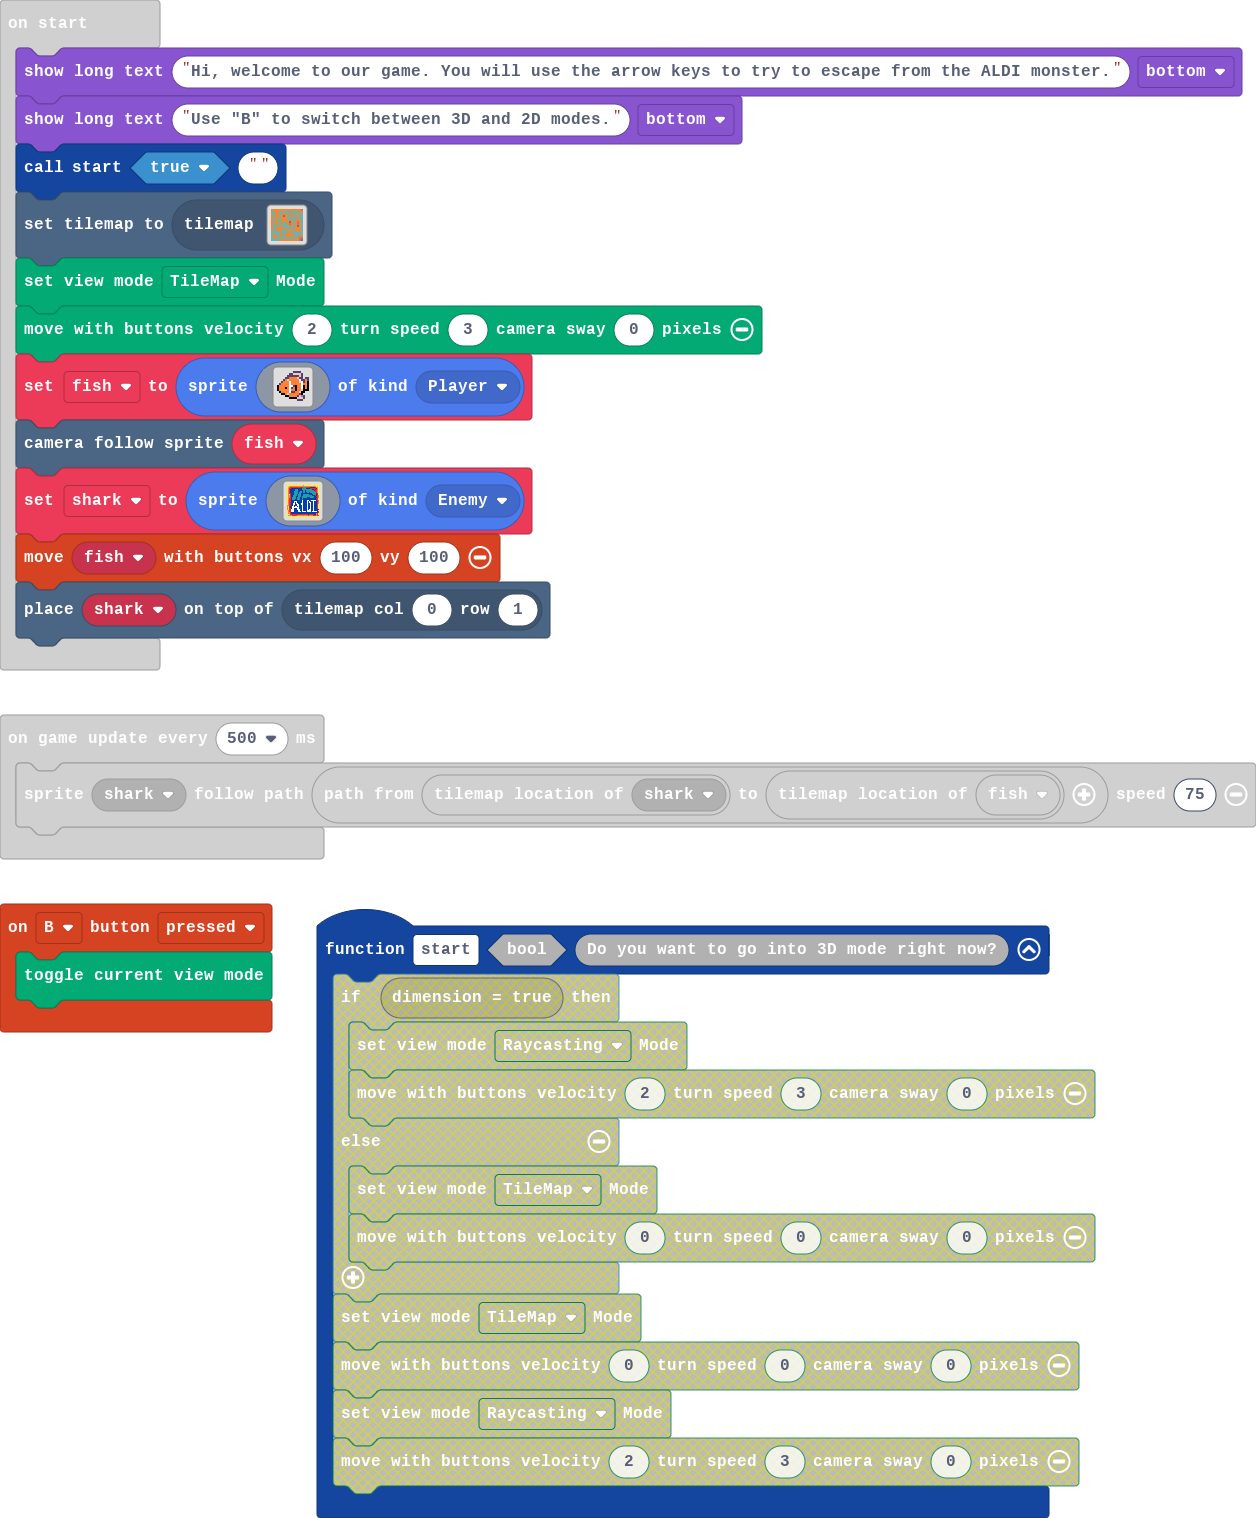 on start
show long text "Hi, welcome to our game. You will use the arrow keys to try to escape from the ALDI monster." bottom
show long text "Use "B" to switch between 3D and 2D modes." bottom
call start true " "
set tilemap to tilemap
set view mode TileMap Mode
move with buttons velocity 2 turn speed 3 camera sway 0 pixels
set fish to sprite of kind Player
camera follow sprite fish
set shark to sprite ALDI of kind Enemy
move fish with buttons vx 100 vy 100
place shark on top of tilemap col 0 row 1
on game update every 500 ms
sprite shark follow path path from tilemap location of shark to tilemap location of fish speed 75
on B button pressed
toggle current view mode
function start bool Do you want to go into 3D mode right now?
if dimension = true then
set view mode Raycasting Mode
move with buttons velocity 2 turn speed 3 camera sway 0 pixels
else
set view mode TileMap Mode
move with buttons velocity 0 turn speed 0 camera sway 0 pixels
set view mode TileMap Mode
move with buttons velocity 0 turn speed 0 camera sway 0 pixels
set view mode Raycasting Mode
move with buttons velocity 2 turn speed 3 camera sway 0 pixels